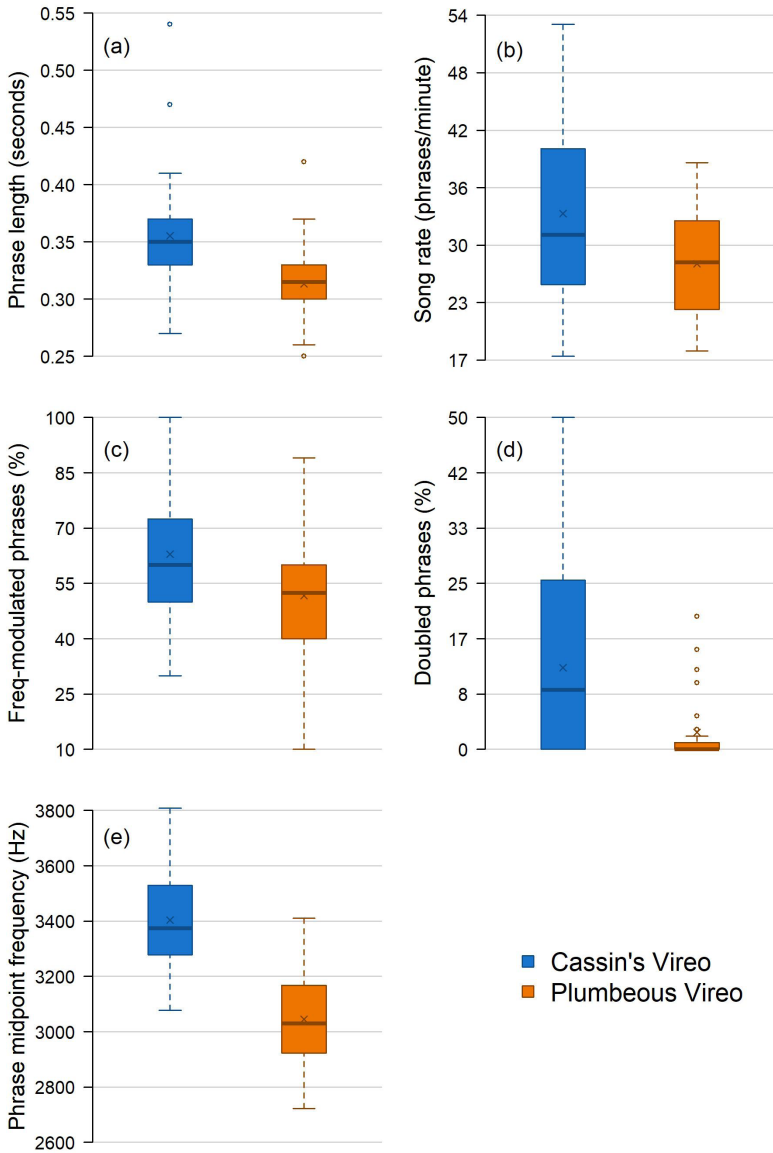 Phrase length (seconds)
(a)
0.55
0.50
0.45
0.40
0.35
0.30
0.25
Song rate (phrases/minute)
(b)
54
48
42
36
30
23
17
Freq-modulated phrases (%)
(c)
100
85
70
55
40
25
10
Doubled phrases (%)
(d)
50
42
33
25
17
8
0
Phrase midpoint frequency (Hz)
(e)
3800
3600
3400
3200
3000
2800
2600
Cassin's Vireo
Plumbeous Vireo